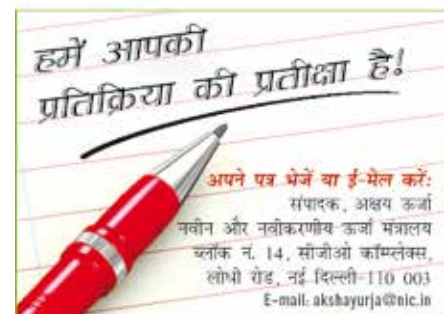 हमें आपकी
प्रतिक्रिया की प्रतीक्षा है!
अपने पत्र भेजें या ई-मेल करें:
संपादक, अक्षय ऊर्जा
नवीन और नवीकरणीय ऊर्जा मंत्रालय
ब्लॉक नं. 14, सीजीओ कॉम्प्लेक्स,
लोधी रोड, नई दिल्ली-110 003
E-mail: akshayurja@nic.in